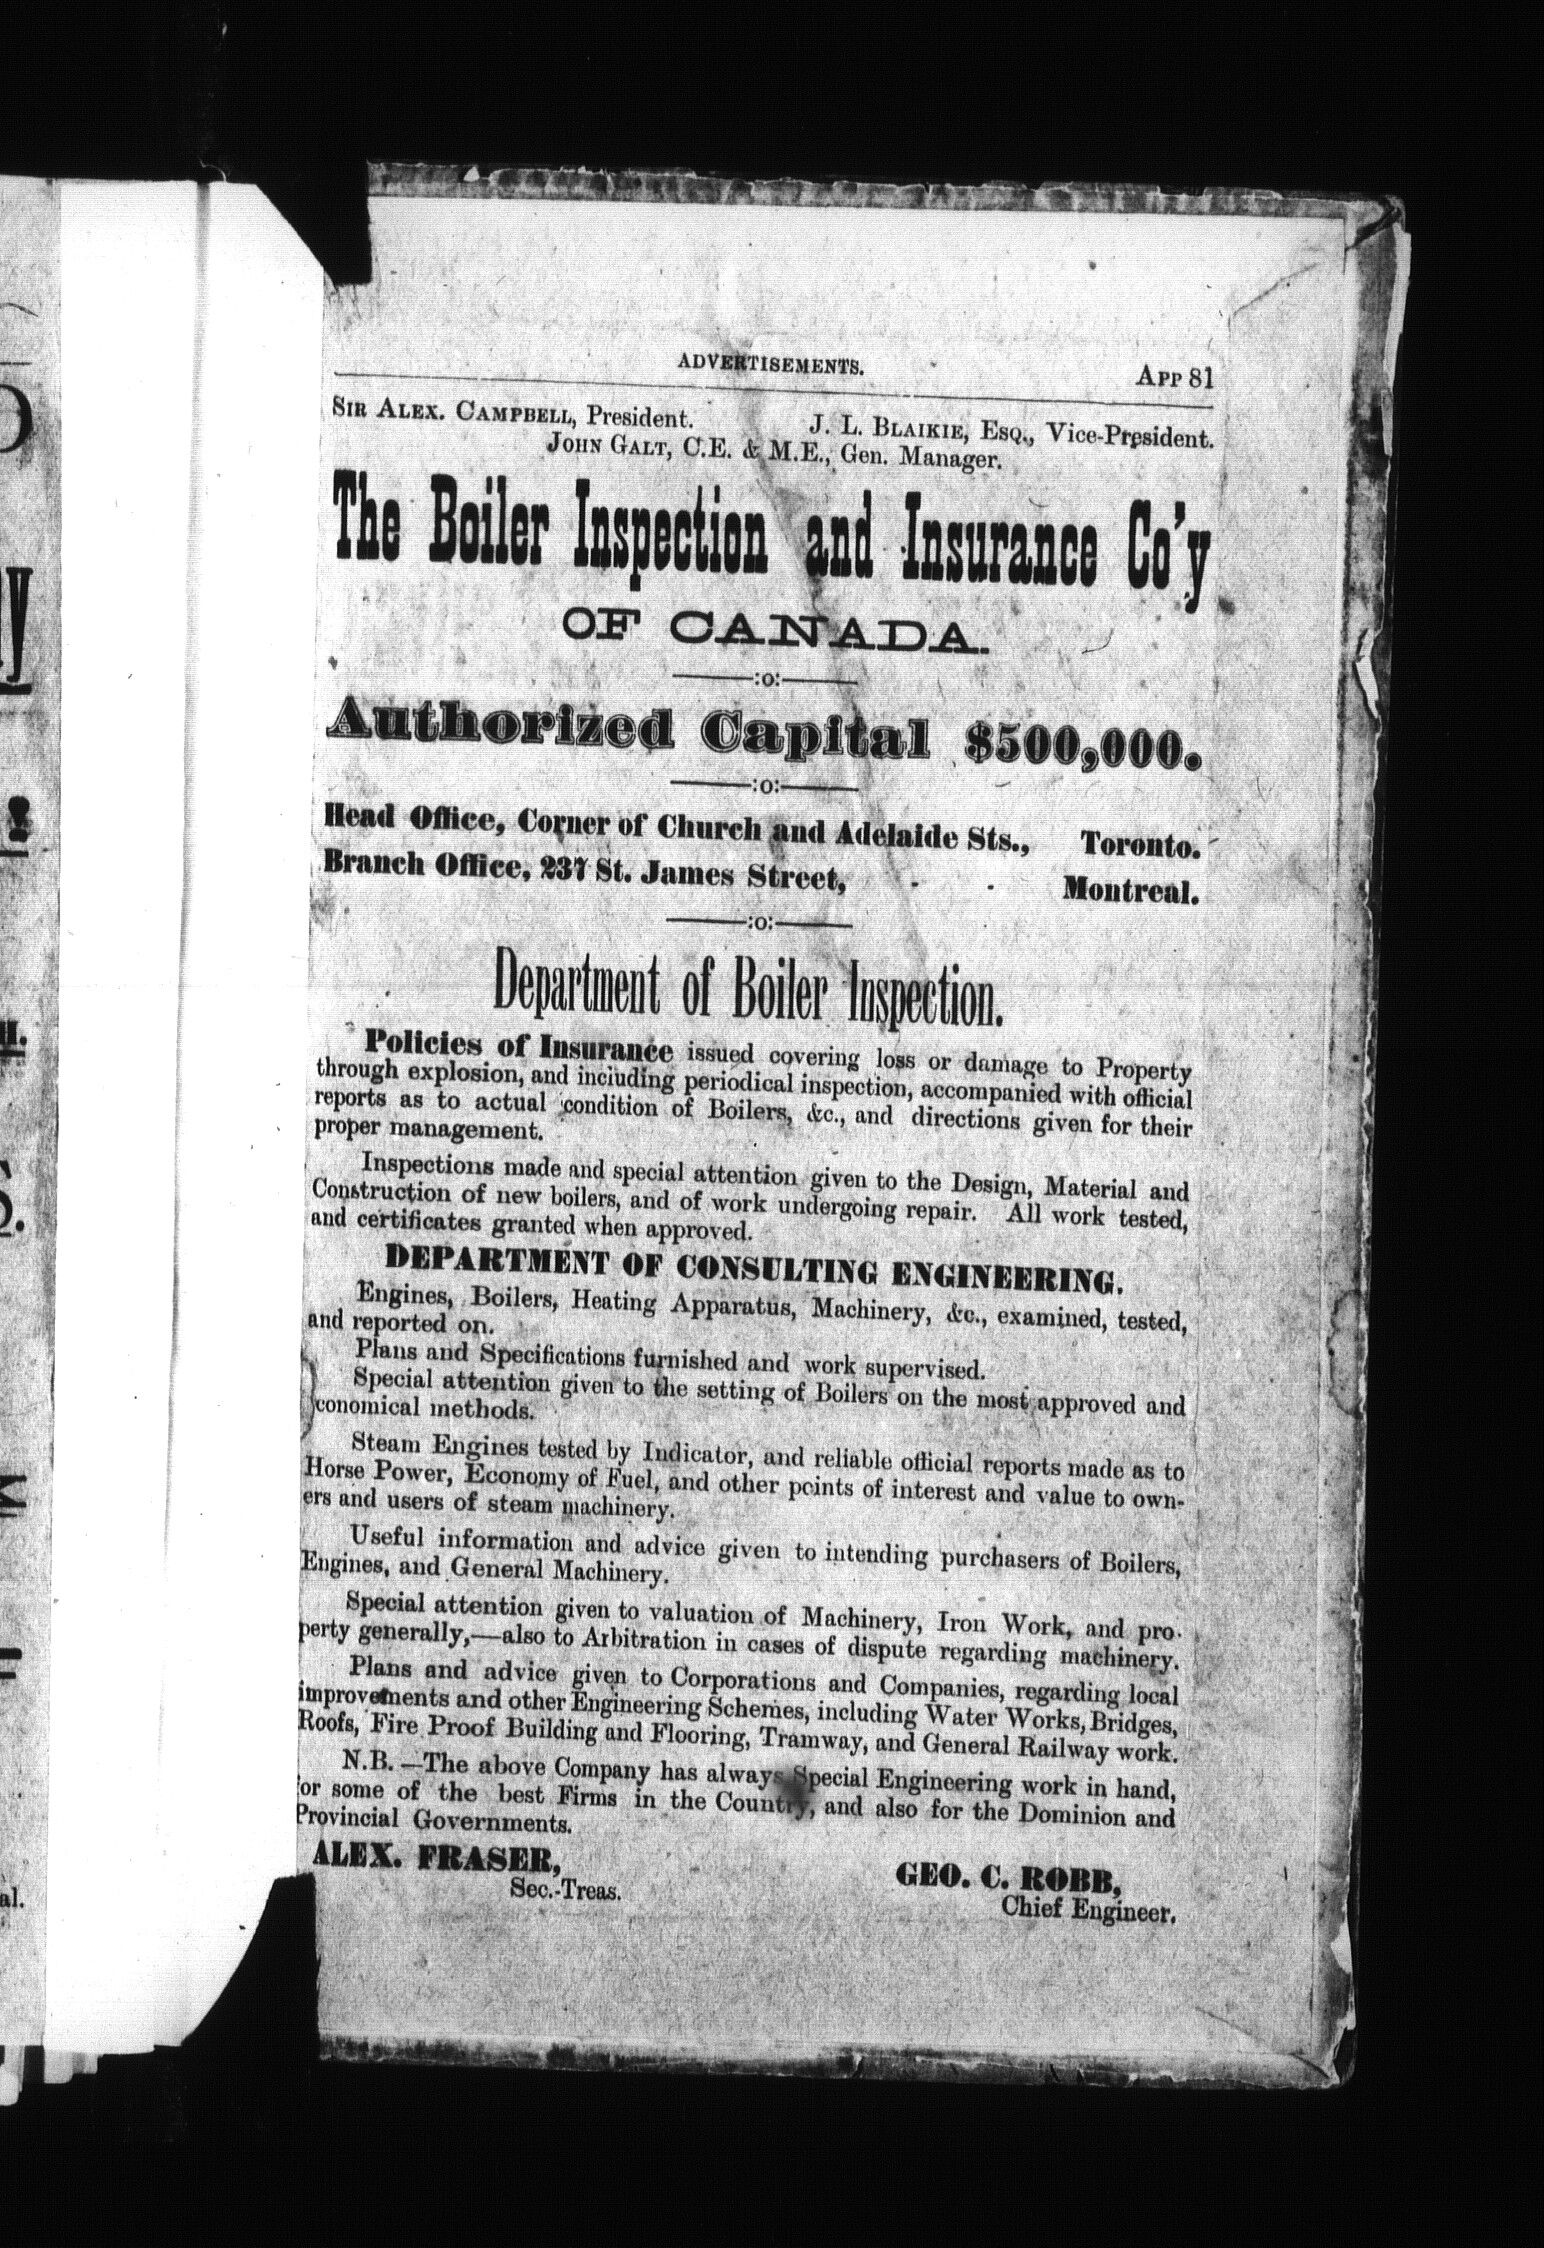 ADVERTISEMENTS. APP 81
SIR ALEX. CAMPBELL, President. J. L. BLAIKIE, ESQ., Vice-President.
JOHN GALT, C.E. & M.E., Gen. Manager.
The Boiler Inspection and Insurance Co'y
OF CANADA.
:o:
Authorized Capital $500,000.
:o:
Head Office, Corner of Church and Adelaide Sts., Toronto.
Branch Office, 237 St. James Street, - - Montreal.
:o:
Department of Boiler Inspection.
Policies of Insurance issued covering loss or damage to Property
through explosion, and including periodical inspection, accompanied with official
reports as to actual condition of Boilers, &c., and directions given for their
proper management.
Inspections made and special attention given to the Design, Material and
Construction of new boilers, and of work undergoing repair. All work tested,
and certificates granted when approved.
DEPARTMENT OF CONSULTING ENGINEERING.
Engines, Boilers, Heating Apparatus, Machinery, &c., examined, tested,
and reported on.
Plans and Specifications furnished and work supervised.
Special attention given to the setting of Boilers on the most approved and
conomical methods.
Steam Engines tested by Indicator, and reliable official reports made as to
Horse Power, Economy of Fuel, and other points of interest and value to own-
ers and users of steam machinery.
Useful information and advice given to intending purchasers of Boilers,
Engines, and General Machinery.
Special attention given to valuation of Machinery, Iron Work, and pro-
perty generally,—also to Arbitration in cases of dispute regarding machinery.
Plans and advice given to Corporations and Companies, regarding local
improvements and other Engineering Schemes, including Water Works, Bridges,
Roofs, Fire Proof Building and Flooring, Tramway, and General Railway work.
N.B.—The above Company has always Special Engineering work in hand,
or some of the best Firms in the Country, and also for the Dominion and
Provincial Governments.
ALEX. FRASER, GEO. C. ROBB,
Sec.-Treas. Chief Engineer.